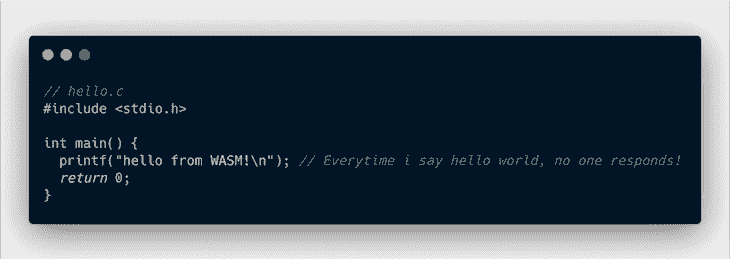 // hello.c
#include <stdio.h>
int main() {
printf("hello from WASM!\n"); // Everytime i say hello world, no one responds!
return 0;
}